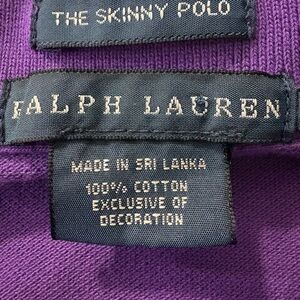 THE SKINNY POLO
RALPH LAUREN
MADE IN SRI LANKA
100% COTTON
EXCLUSIVE OF
DECORATION